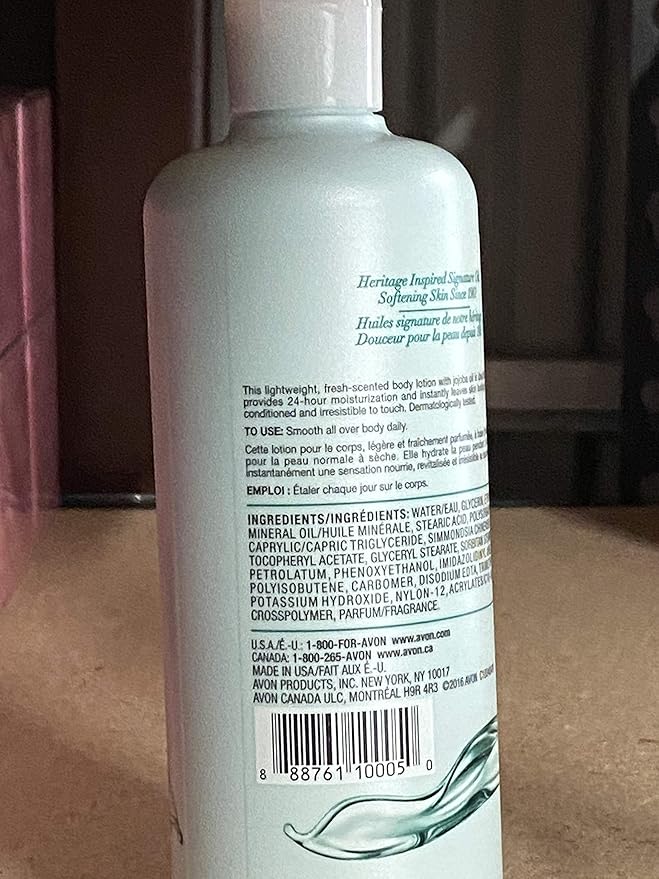 Heritage Inspired Signature
Softening Skin Since
Huiles signature de notre
Douceur pour la peau depuis
This lightweight, fresh-scented body lotion with jojoba oil is
provides 24-hour moisturization and instantly leaves skin
conditioned and irresistible to touch. Dermatologically tested.
TO USE: Smooth all over body daily.
Cette lotion pour le corps, légère et fraîchement parfumée, à
pour la peau normale à sèche. Elle hydrate la peau pendant
instantanément une sensation nourrie, revitalisée et irrésistible
EMPLOI : Étaler chaque jour sur le corps.
INGREDIENTS/INGRÉDIENTS: WATER/EAU, GLYCERIN,
MINERAL OIL/HUILE MINÉRALE, STEARIC ACID,
CAPRYLIC/CAPRIC TRIGLYCERIDE, SIMMONDSIA
TOCOPHERYL ACETATE, GLYCERYL STEARATE,
PETROLATUM, PHENOXYETHANOL,
POLYISOBUTENE, CARBOMER, DISODIUM EDTA,
POTASSIUM HYDROXIDE, NYLON-12,
CROSSPOLYMER, PARFUM/FRAGRANCE.
U.S.A./É.-U.: 1-800-FOR-AVON www.avon.com
CANADA: 1-800-265-AVON www.avon.ca
MADE IN USA/FAIT AUX É.-U.
AVON PRODUCTS, INC. NEW YORK, NY 10017
AVON CANADA ULC, MONTRÉAL H9R 4R3 ©2016 AVON
8 88761 10005 0